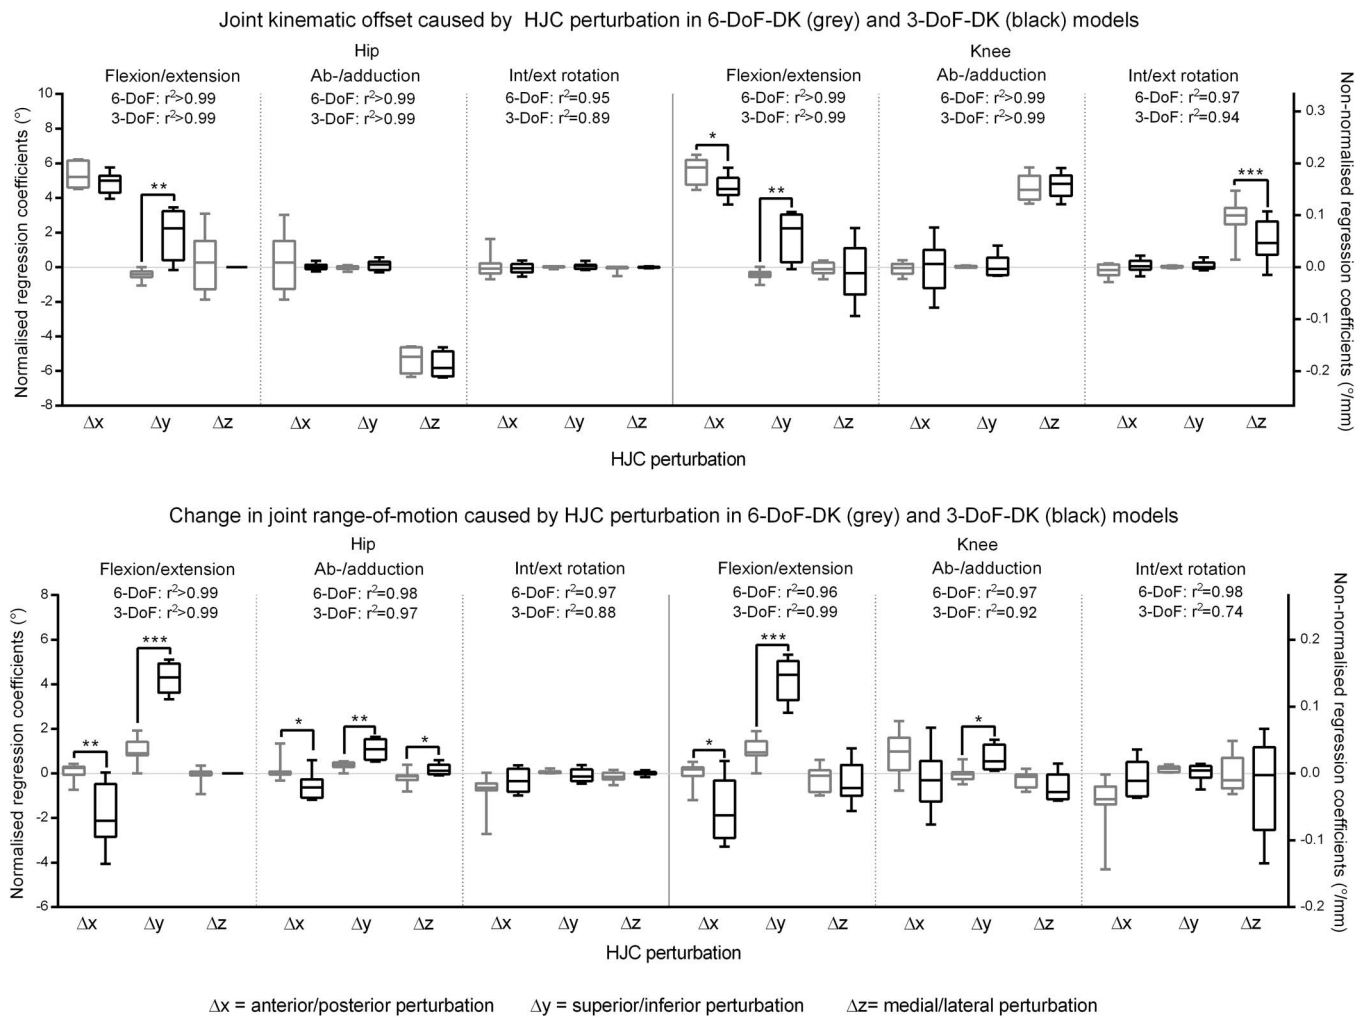 Joint kinematic offset caused by HJC perturbation in 6-DoF-DK (grey) and 3-DoF-DK (black) models
Hip
Knee
Flexion/extension
Ab-/adduction
Int/ext rotation
Flexion/extension
Ab-/adduction
Int/ext rotation
6-DoF: r²>0.99
3-DoF: r²>0.99
6-DoF: r²>0.99
3-DoF: r²>0.99
6-DoF: r²=0.95
3-DoF: r²=0.89
6-DoF: r²>0.99
3-DoF: r²>0.99
6-DoF: r²>0.99
3-DoF: r²>0.99
6-DoF: r²=0.97
3-DoF: r²=0.94
Normalised regression coefficients (°)
10
8
6
4
2
0
-2
-4
-6
-8
**
*
**
***
0.3
0.2
0.1
0.0
-0.1
-0.2
Non-normalised regression coefficients (°/mm)
Δx Δy Δz Δx Δy Δz Δx Δy Δz Δx Δy Δz Δx Δy Δz Δx Δy Δz
HJC perturbation
Change in joint range-of-motion caused by HJC perturbation in 6-DoF-DK (grey) and 3-DoF-DK (black) models
Hip
Knee
Flexion/extension
Ab-/adduction
Int/ext rotation
Flexion/extension
Ab-/adduction
Int/ext rotation
6-DoF: r²>0.99
3-DoF: r²>0.99
6-DoF: r²=0.98
3-DoF: r²=0.97
6-DoF: r²=0.97
3-DoF: r²=0.88
6-DoF: r²=0.96
3-DoF: r²=0.99
6-DoF: r²=0.97
3-DoF: r²=0.92
6-DoF: r²=0.98
3-DoF: r²=0.74
Normalised regression coefficients (°)
8
6
4
2
0
-2
-4
-6
**
***
*
**
*
*
***
*
0.2
0.1
0.0
-0.1
-0.2
Non-normalised regression coefficients (°/mm)
Δx Δy Δz Δx Δy Δz Δx Δy Δz Δx Δy Δz Δx Δy Δz Δx Δy Δz
HJC perturbation
Δx = anterior/posterior perturbation Δy = superior/inferior perturbation Δz= medial/lateral perturbation